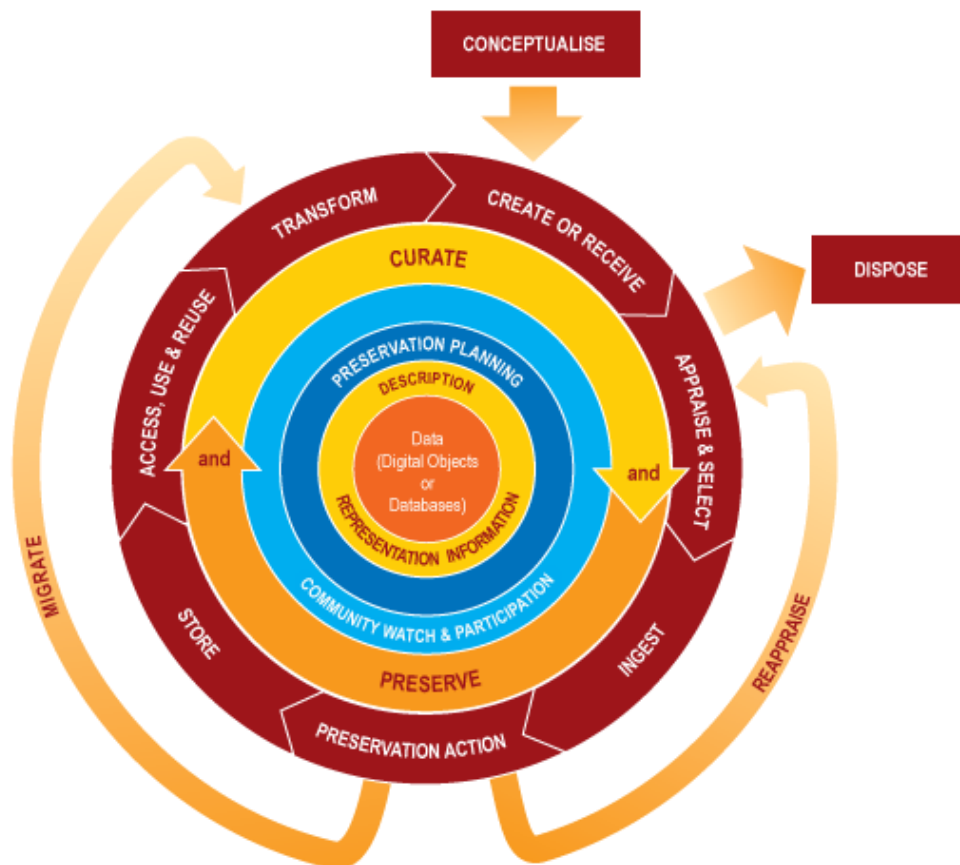 CONCEPTUALISE
TRANSFORM
CREATE OR RECEIVE
CURATE
DISPOSE
ACCESS, USE & REUSE
PRESERVATION PLANNING
APPRAISE & SELECT
DESCRIPTION
and
Data
(Digital Objects
or
Databases)
and
REPRESENTATION INFORMATION
MIGRATE
COMMUNITY WATCH & PARTICIPATION
STORE
INGEST
REAPPRAISE
PRESERVE
PRESERVATION ACTION